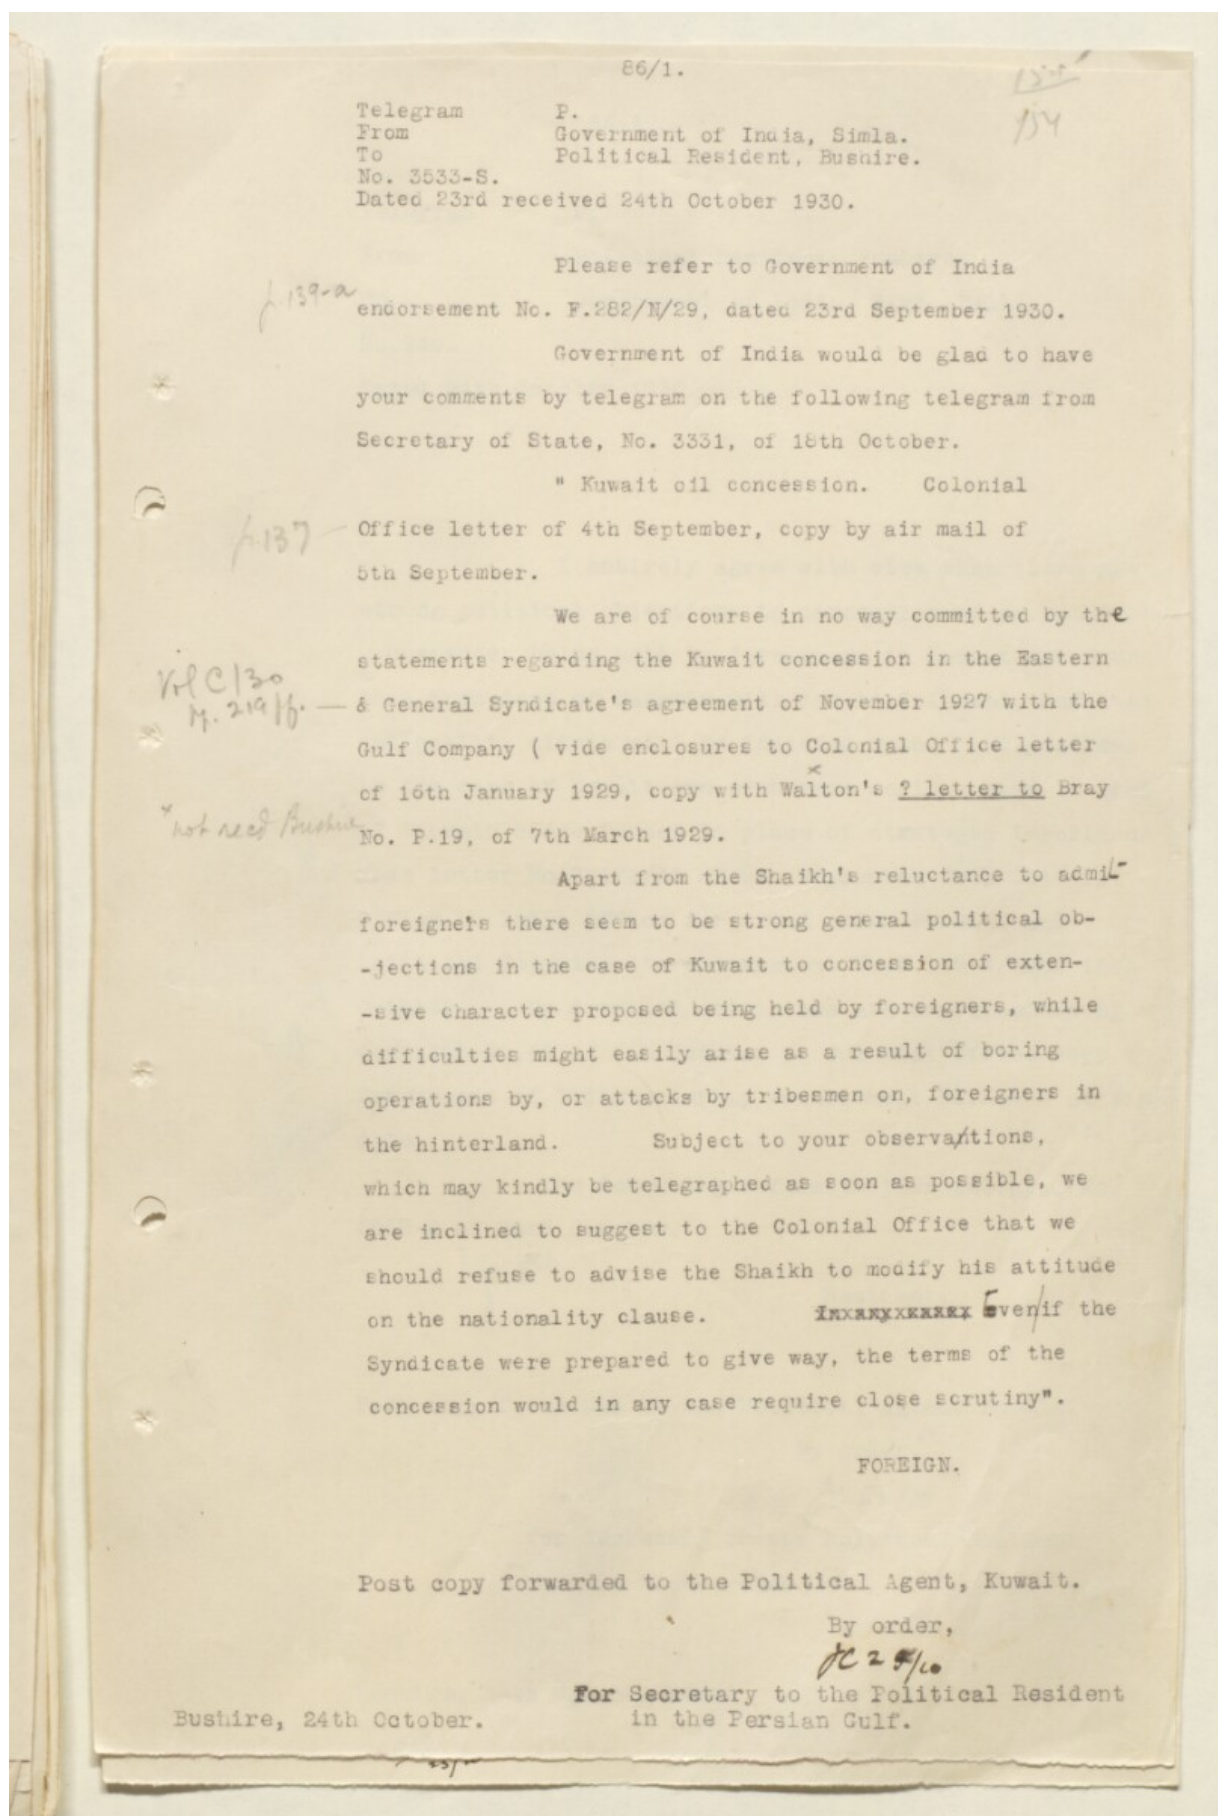 86/1.
155
154
Telegram P.
From Government of India, Simla.
To Political Resident, Bushire.
No. 3533-S.
Dated 23rd received 24th October 1930.
Please refer to Government of India
p.139-a
endorsement No. F.282/N/29, dated 23rd September 1930.
Government of India would be glad to have
your comments by telegram on the following telegram from
Secretary of State, No. 3331, of 18th October.
" Kuwait oil concession. Colonial
p.137 — Office letter of 4th September, copy by air mail of
5th September.
We are of course in no way committed by the
statements regarding the Kuwait concession in the Eastern
Vol C/30
p. 219/f. — & General Syndicate's agreement of November 1927 with the
Gulf Company ( vide enclosures to Colonial Office letter
x
of 16th January 1929, copy with Walton's ? letter to Bray
x not recd Bushire
No. P.19, of 7th March 1929.
Apart from the Shaikh's reluctance to admit
foreigners there seem to be strong general political ob-
-jections in the case of Kuwait to concession of exten-
-sive character proposed being held by foreigners, while
difficulties might easily arise as a result of boring
operations by, or attacks by tribesmen on, foreigners in
the hinterland. Subject to your observations,
which may kindly be telegraphed as soon as possible, we
are inclined to suggest to the Colonial Office that we
should refuse to advise the Shaikh to modify his attitude
on the nationality clause. Even/if the
Syndicate were prepared to give way, the terms of the
concession would in any case require close scrutiny".
FOREIGN.
Post copy forwarded to the Political Agent, Kuwait.
By order,
For Secretary to the Political Resident
in the Persian Gulf.
Bushire, 24th October.